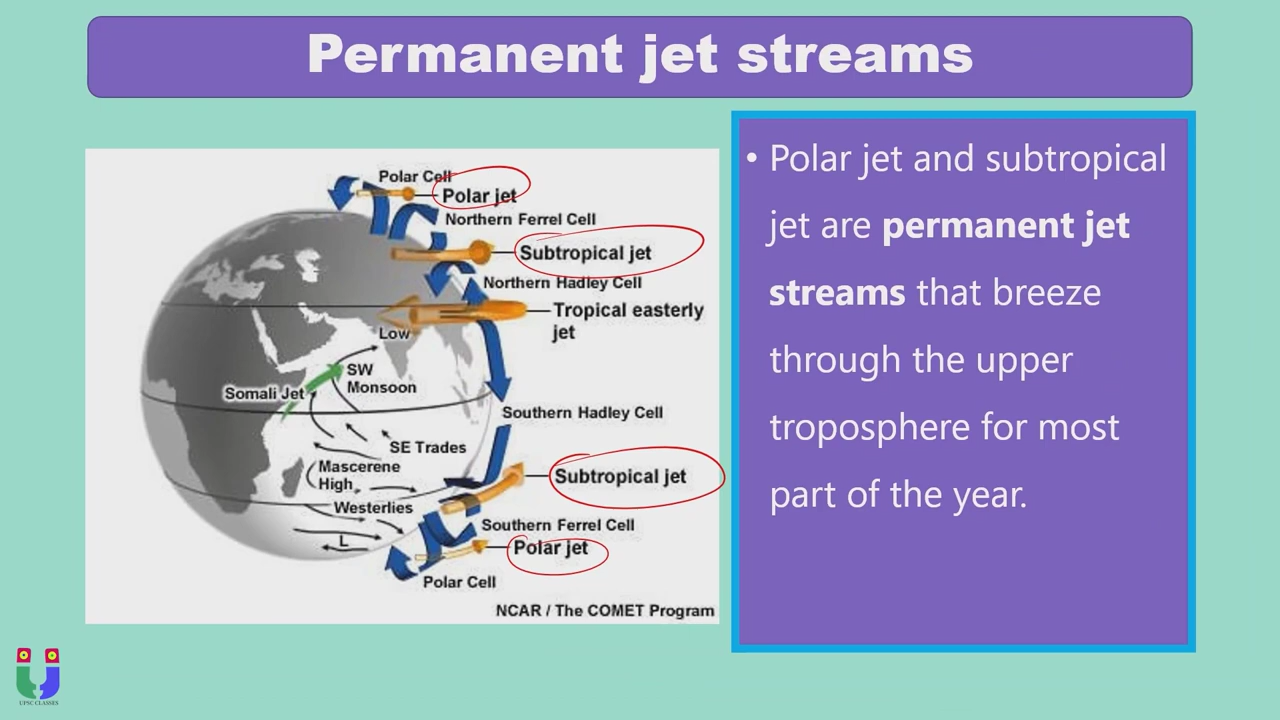 Permanent jet streams
Polar Cell
Polar jet
Northern Ferrel Cell
Subtropical jet
Northern Hadley Cell
Tropical easterly
jet
Low
SW
Monsoon
Somali Jet
Southern Hadley Cell
SE Trades
Mascerene
High
Subtropical jet
Westerlies
Southern Ferrel Cell
L
Polar jet
Polar Cell
NCAR / The COMET Program
• Polar jet and subtropical
jet are permanent jet
streams that breeze
through the upper
troposphere for most
part of the year.
UPSC CLASSES